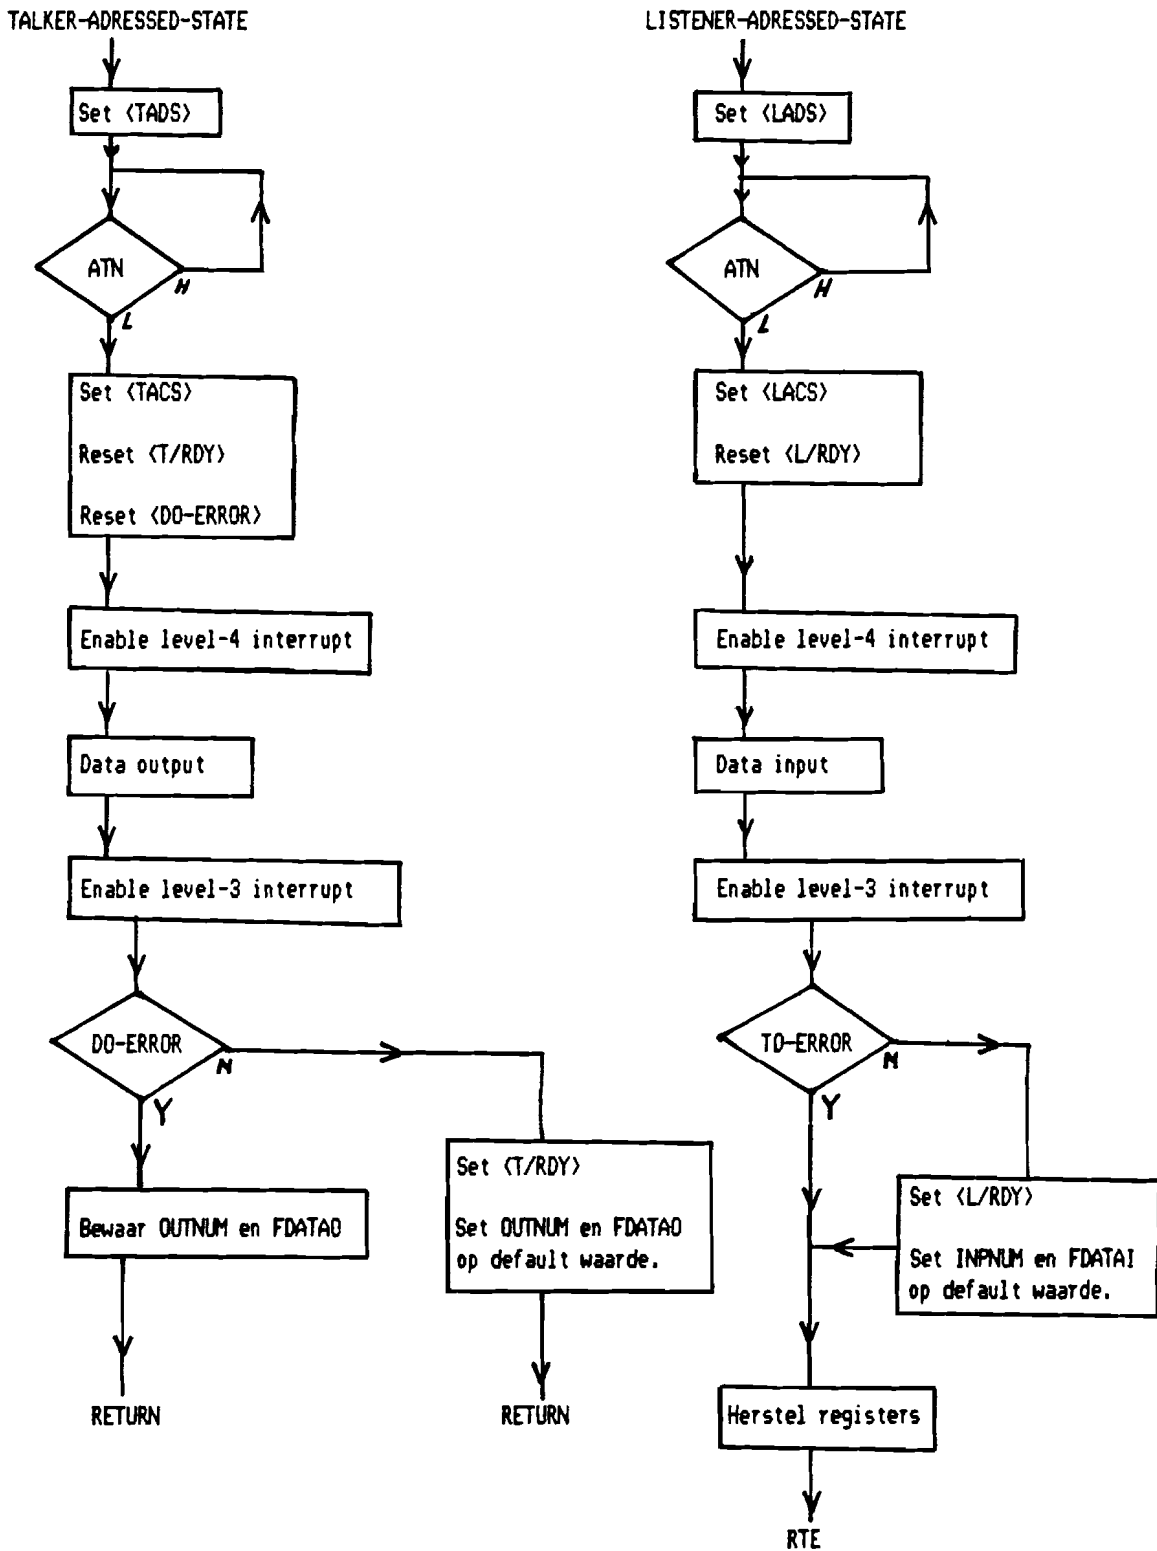 TALKER-ADRESSED-STATE
Set <TADS>
ATN
H
L
Set <TACS>
Reset <T/RDY>
Reset <DO-ERROR>
Enable level-4 interrupt
Data output
Enable level-3 interrupt
DO-ERROR
N
Y
Bewaar OUTNUM en FDATAO
RETURN
Set <T/RDY>
Set OUTNUM en FDATAO
op default waarde.
RETURN
LISTENER-ADRESSED-STATE
Set <LADS>
ATN
H
L
Set <LACS>
Reset <L/RDY>
Enable level-4 interrupt
Data input
Enable level-3 interrupt
TO-ERROR
N
Y
Set <L/RDY>
Set INPNUM en FDATAI
op default waarde.
Herstel registers
RTE